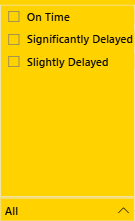 On Time
Significantly Delayed
Slightly Delayed
All